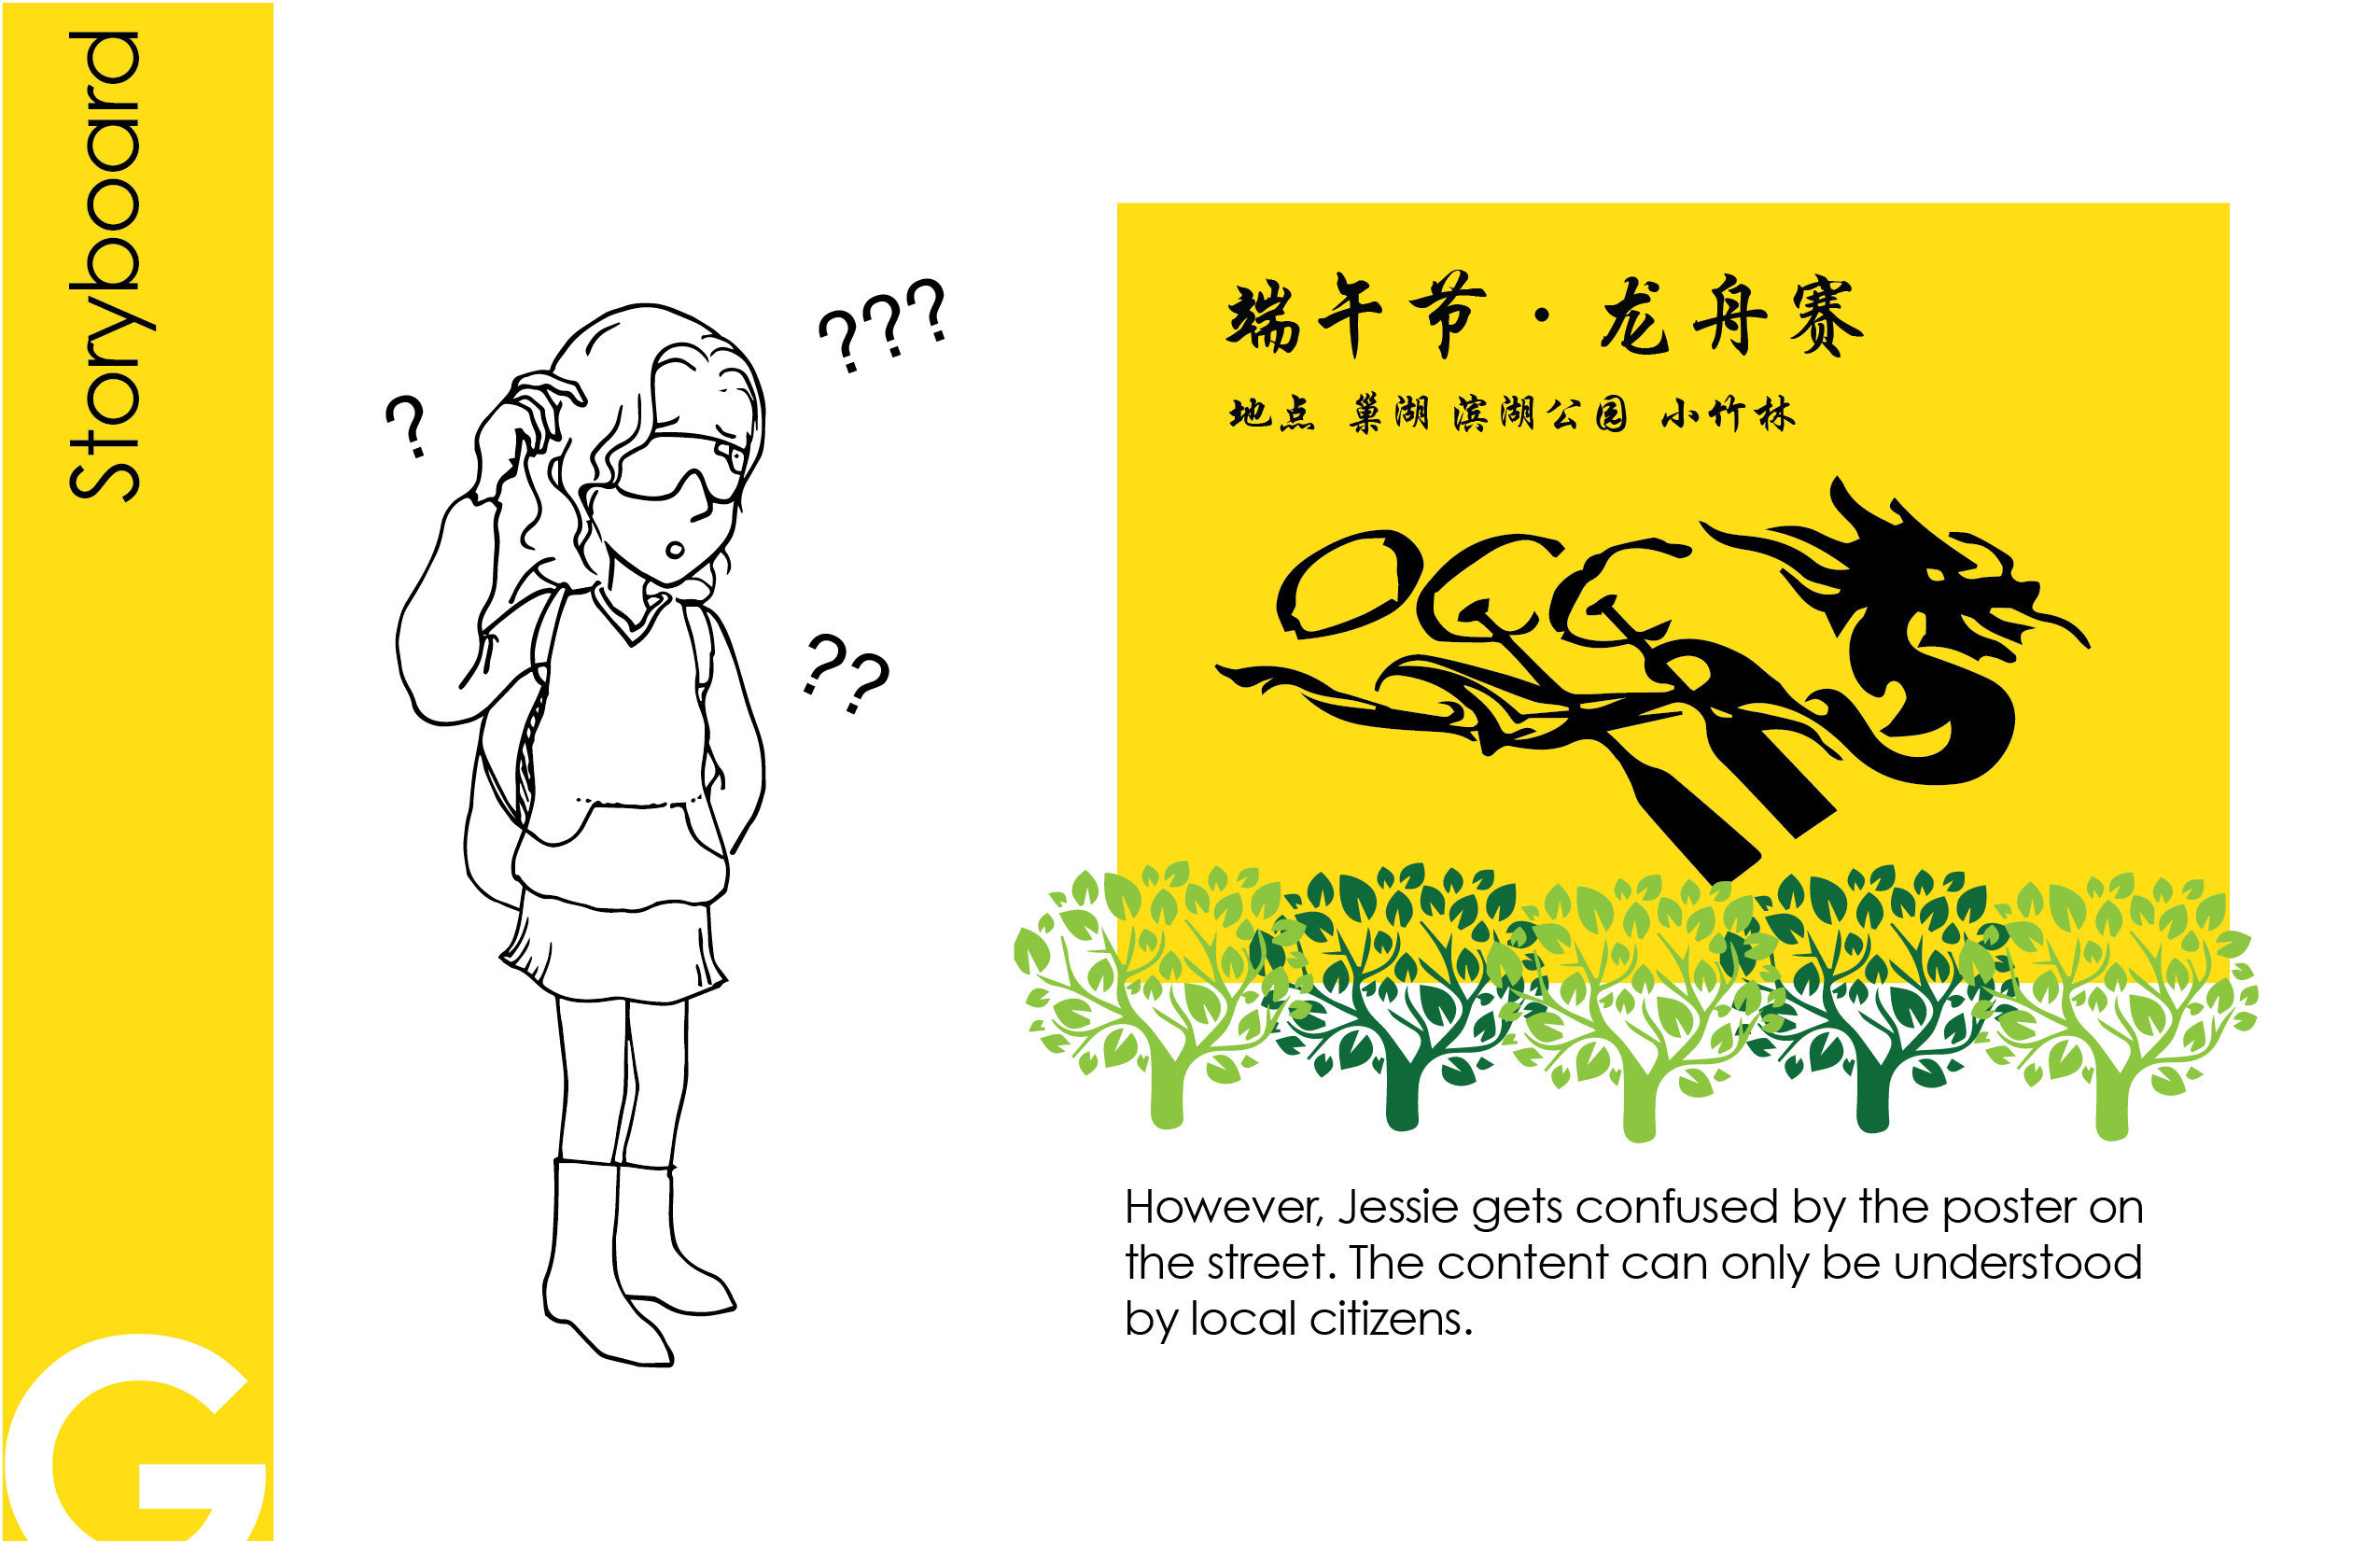 Storyboard
?
???
??
端午节·龙舟赛
地点 巢湖 滨湖公园 小竹林
However, Jessie gets confused by the poster on
the street. The content can only be understood
by local citizens.
G